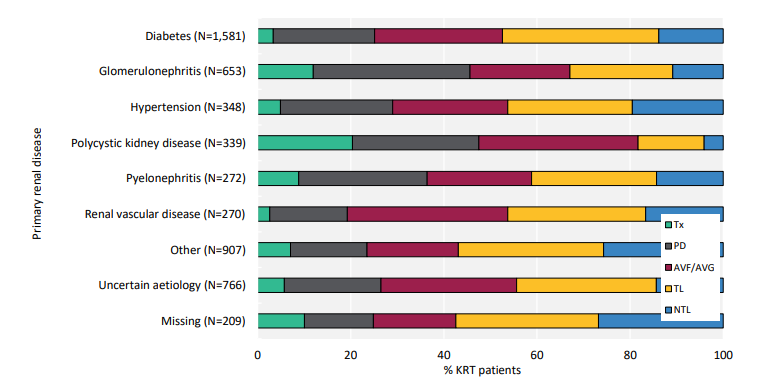 Primary renal disease
Diabetes (N=1,581)
Glomerulonephritis (N=653)
Hypertension (N=348)
Polycystic kidney disease (N=339)
Pyelonephritis (N=272)
Renal vascular disease (N=270)
Other (N=907)
Uncertain aetiology (N=766)
Missing (N=209)
Tx
PD
AVF/AVG
TL
NTL
0 20 40 60 80 100
% KRT patients